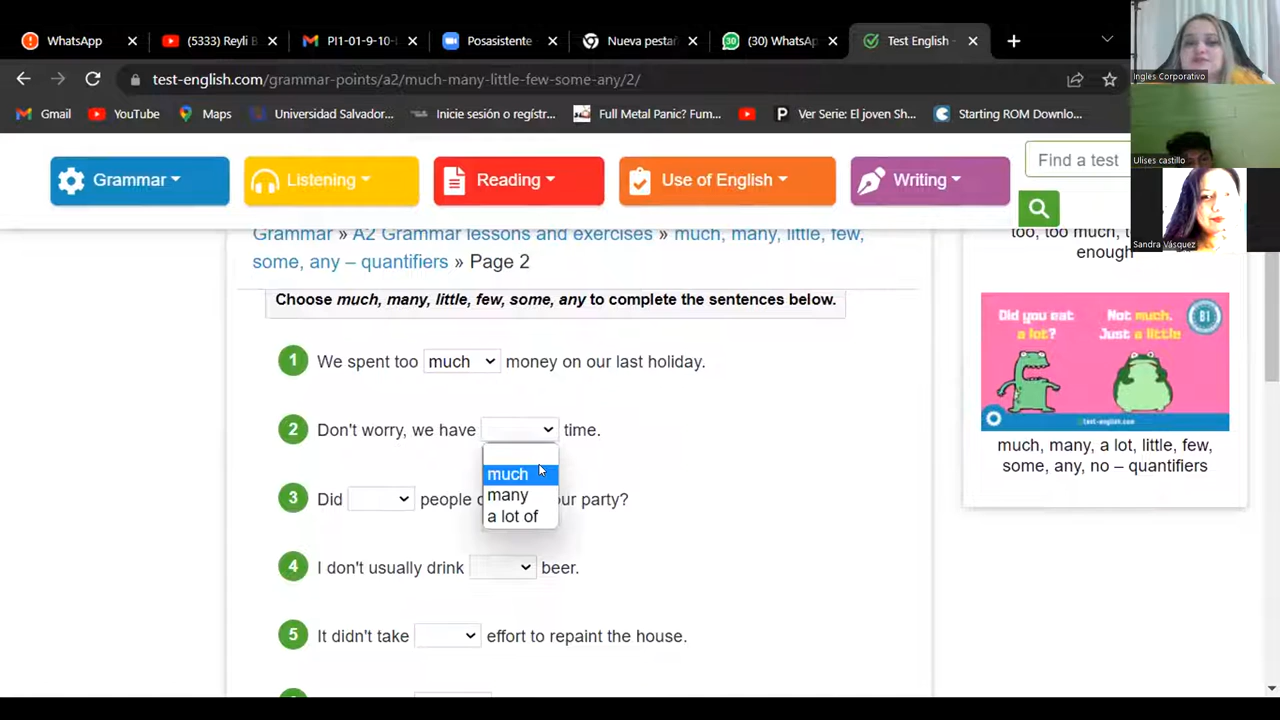 WhatsApp
(5333) Reyli B
PI1-01-9-10-
Posasistente -
Nueva pestañ
(30) WhatsAp
Test English -
test-english.com/grammar-points/a2/much-many-little-few-some-any/2/
Gmail
YouTube
Maps
Universidad Salvador...
Inicie sesión o regístr...
Full Metal Panic? Fum...
Ver Serie: El joven Sh...
Starting ROM Downlo...
Ingles Corporativo
Ulises castillo
Sandra Vásquez
Grammar
Listening
Reading
Use of English
Writing
Find a test
Grammar » A2 Grammar lessons and exercises » much, many, little, few,
some, any – quantifiers » Page 2
Choose much, many, little, few, some, any to complete the sentences below.
1 We spent too much money on our last holiday.
2 Don't worry, we have time.
much
many
a lot of
3 Did people our party?
4 I don't usually drink beer.
5 It didn't take effort to repaint the house.
too, too much,
enough
Did you eat
a lot?
Not much.
Just a little
B1
test-english.com
much, many, a lot, little, few,
some, any, no – quantifiers